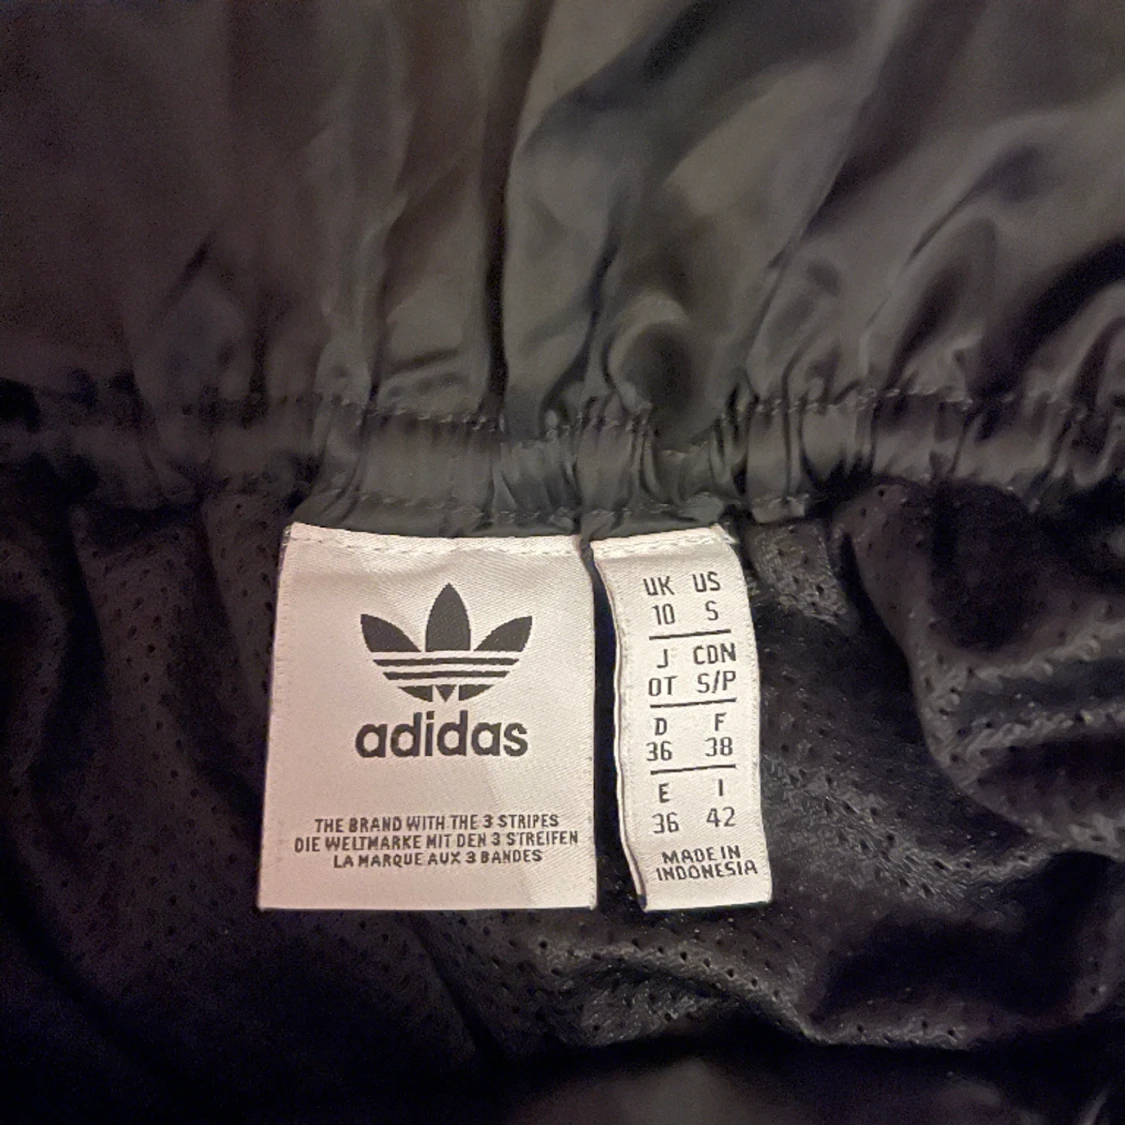 adidas
THE BRAND WITH THE 3 STRIPES
DIE WELTMARKE MIT DEN 3 STREIFEN
LA MARQUE AUX 3 BANDES
UK US
10 S
J CDN
OT S/P
D F
36 38
E I
36 42
MADE IN
INDONESIA